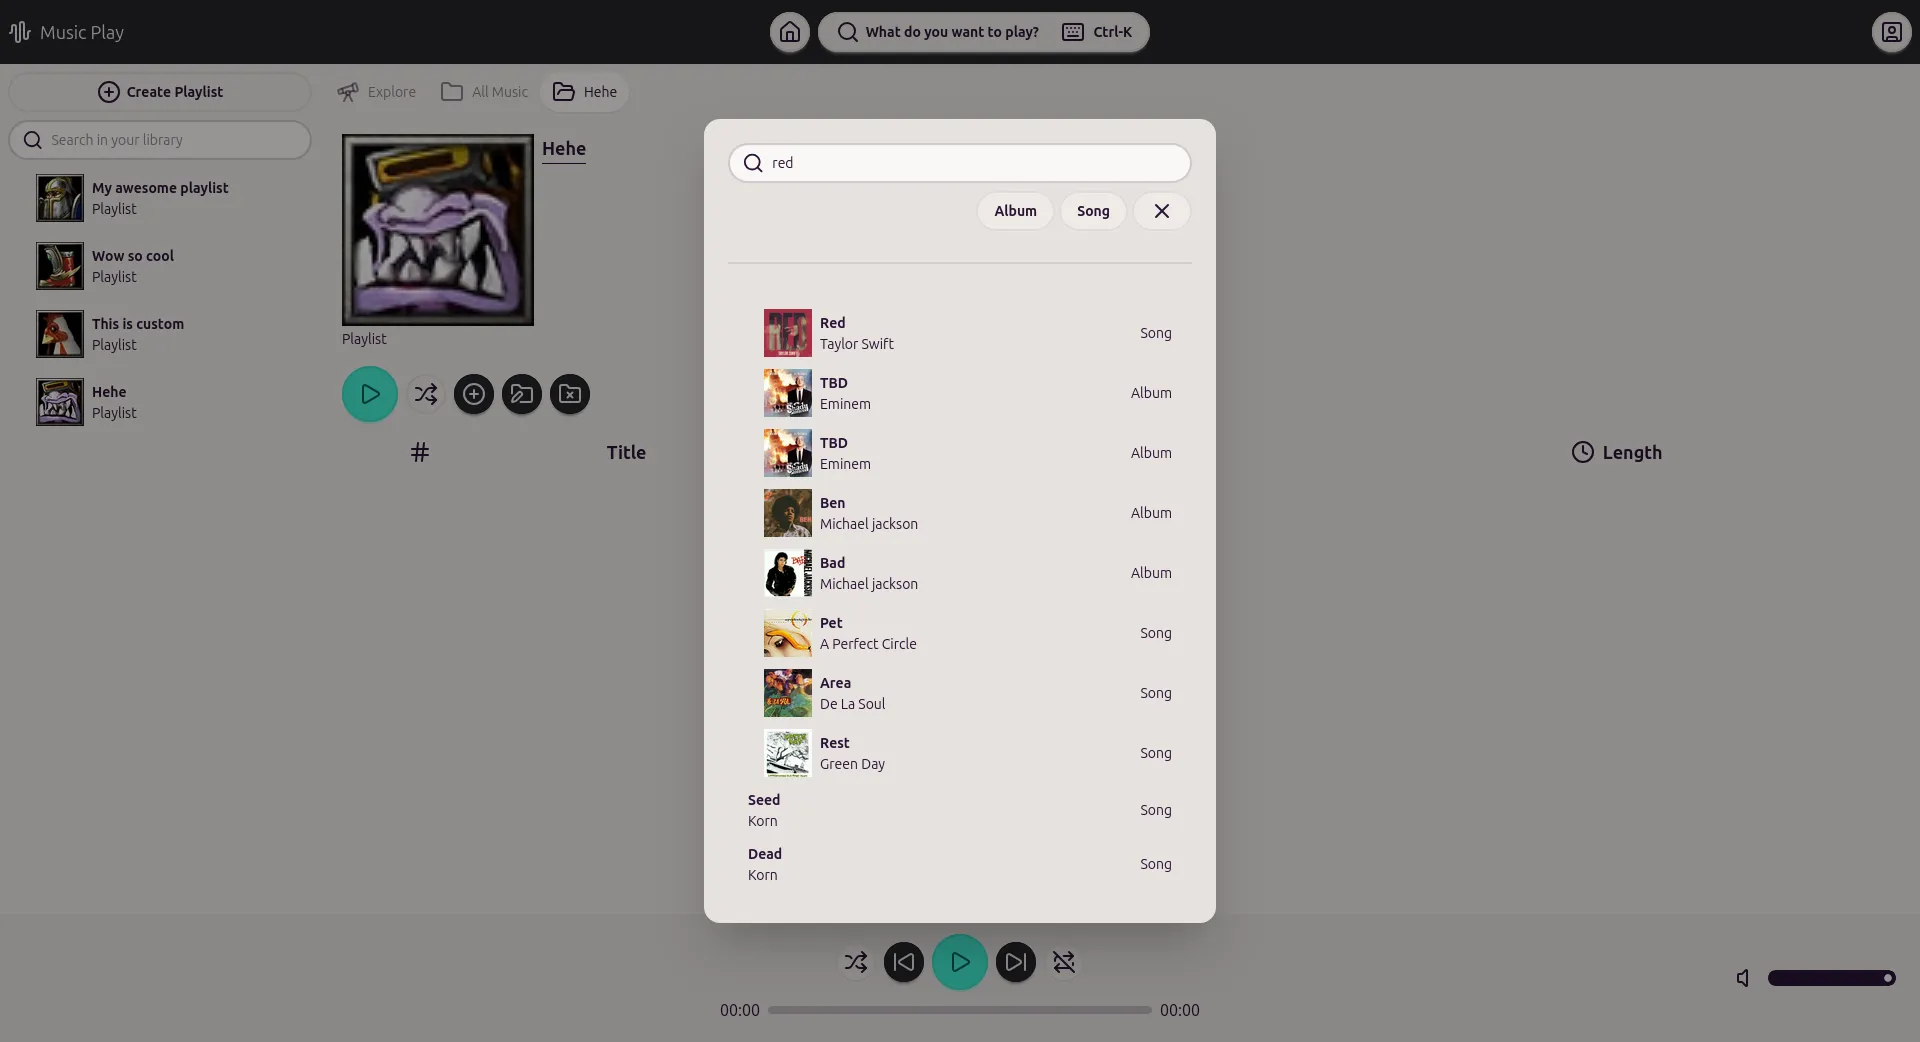 Music Play
What do you want to play?
Ctrl-K
Create Playlist
Search in your library
My awesome playlist
Playlist
Wow so cool
Playlist
This is custom
Playlist
Hehe
Playlist
Explore
All Music
Hehe
Hehe
Playlist
#
Title
Length
red
Album
Song
RED
Red
Taylor Swift
Song
TBD
Eminem
Album
TBD
Eminem
Album
BEN
Ben
Michael jackson
Album
MICHAEL JACKSON
Bad
Michael jackson
Album
Pet
A Perfect Circle
Song
Area
De La Soul
Song
Rest
Green Day
Song
Seed
Korn
Song
Dead
Korn
Song
00:00
00:00